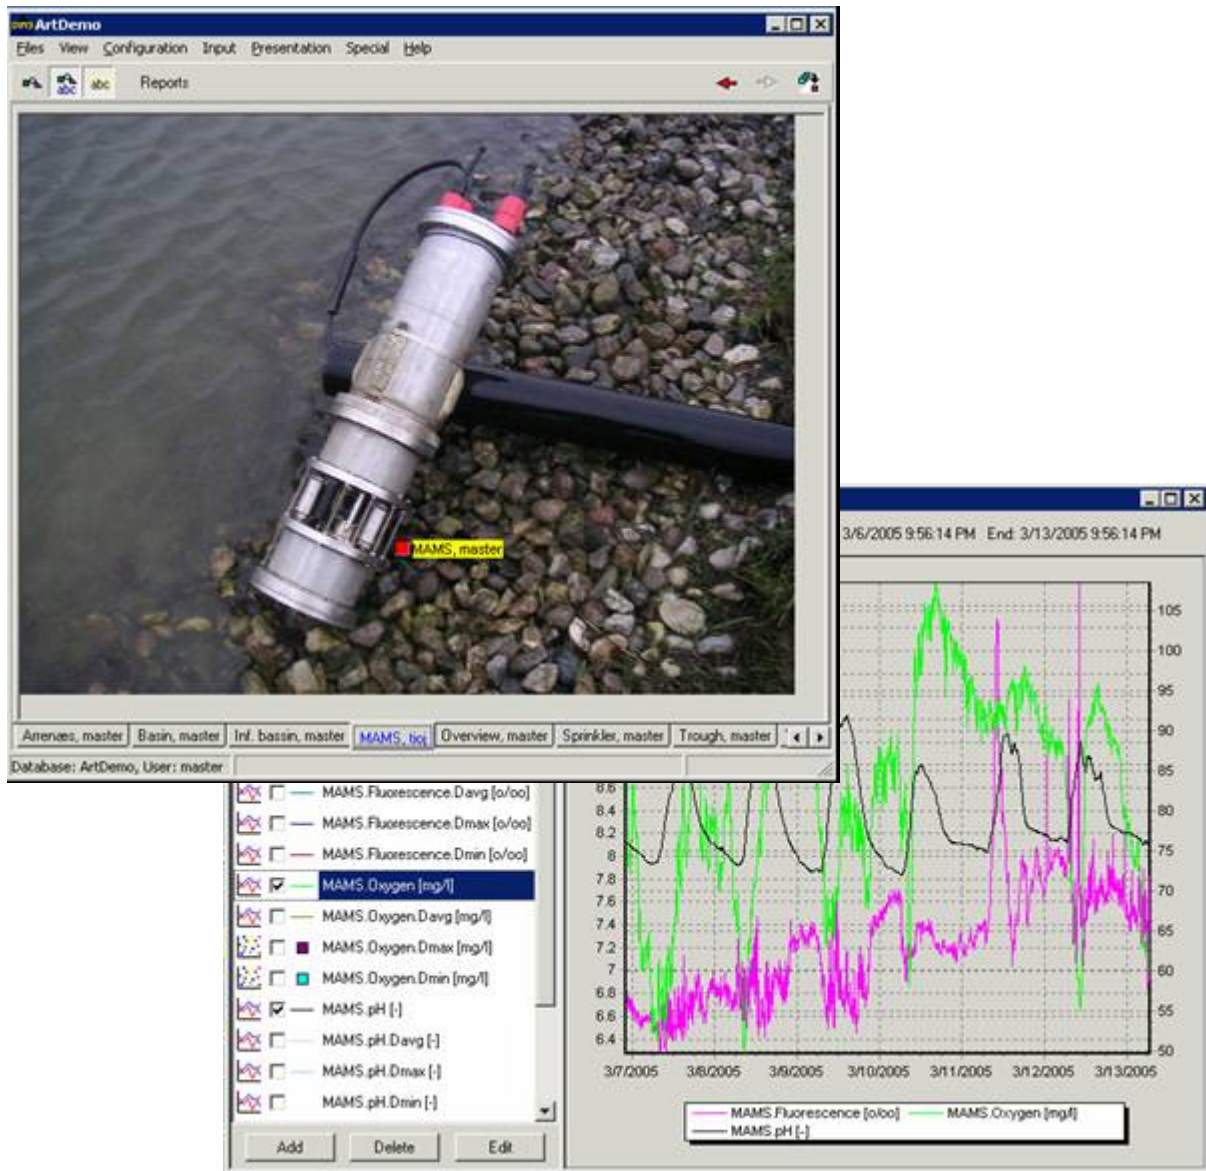 DIMS ArtDemo
Files View Configuration Input Presentation Special Help
abc abc Reports
MAMS, master
Arrenæs, master Basin, master Inf. bassin, master MAMS, tioj Overview, master Sprinkler, master Trough, master
Database: ArtDemo, User: master
3/6/2005 9:56:14 PM End: 3/13/2005 9:56:14 PM
MAMS.Fluorescence.Davg [o/oo]
MAMS.Fluorescence.Dmax [o/oo]
MAMS.Fluorescence.Dmin [o/oo]
MAMS.Oxygen [mg/l]
MAMS.Oxygen.Davg [mg/l]
MAMS.Oxygen.Dmax [mg/l]
MAMS.Oxygen.Dmin [mg/l]
MAMS.pH [-]
MAMS.pH.Davg [-]
MAMS.pH.Dmax [-]
MAMS.pH.Dmin [-]
Add Delete Edit
8.6
8.4
8.2
8
7.8
7.6
7.4
7.2
7
6.8
6.6
6.4
105
100
95
90
85
80
75
70
65
60
55
50
3/7/2005 3/8/2005 3/9/2005 3/10/2005 3/11/2005 3/12/2005 3/13/2005
MAMS.Fluorescence [o/oo] MAMS.Oxygen [mg/l]
MAMS.pH [-]